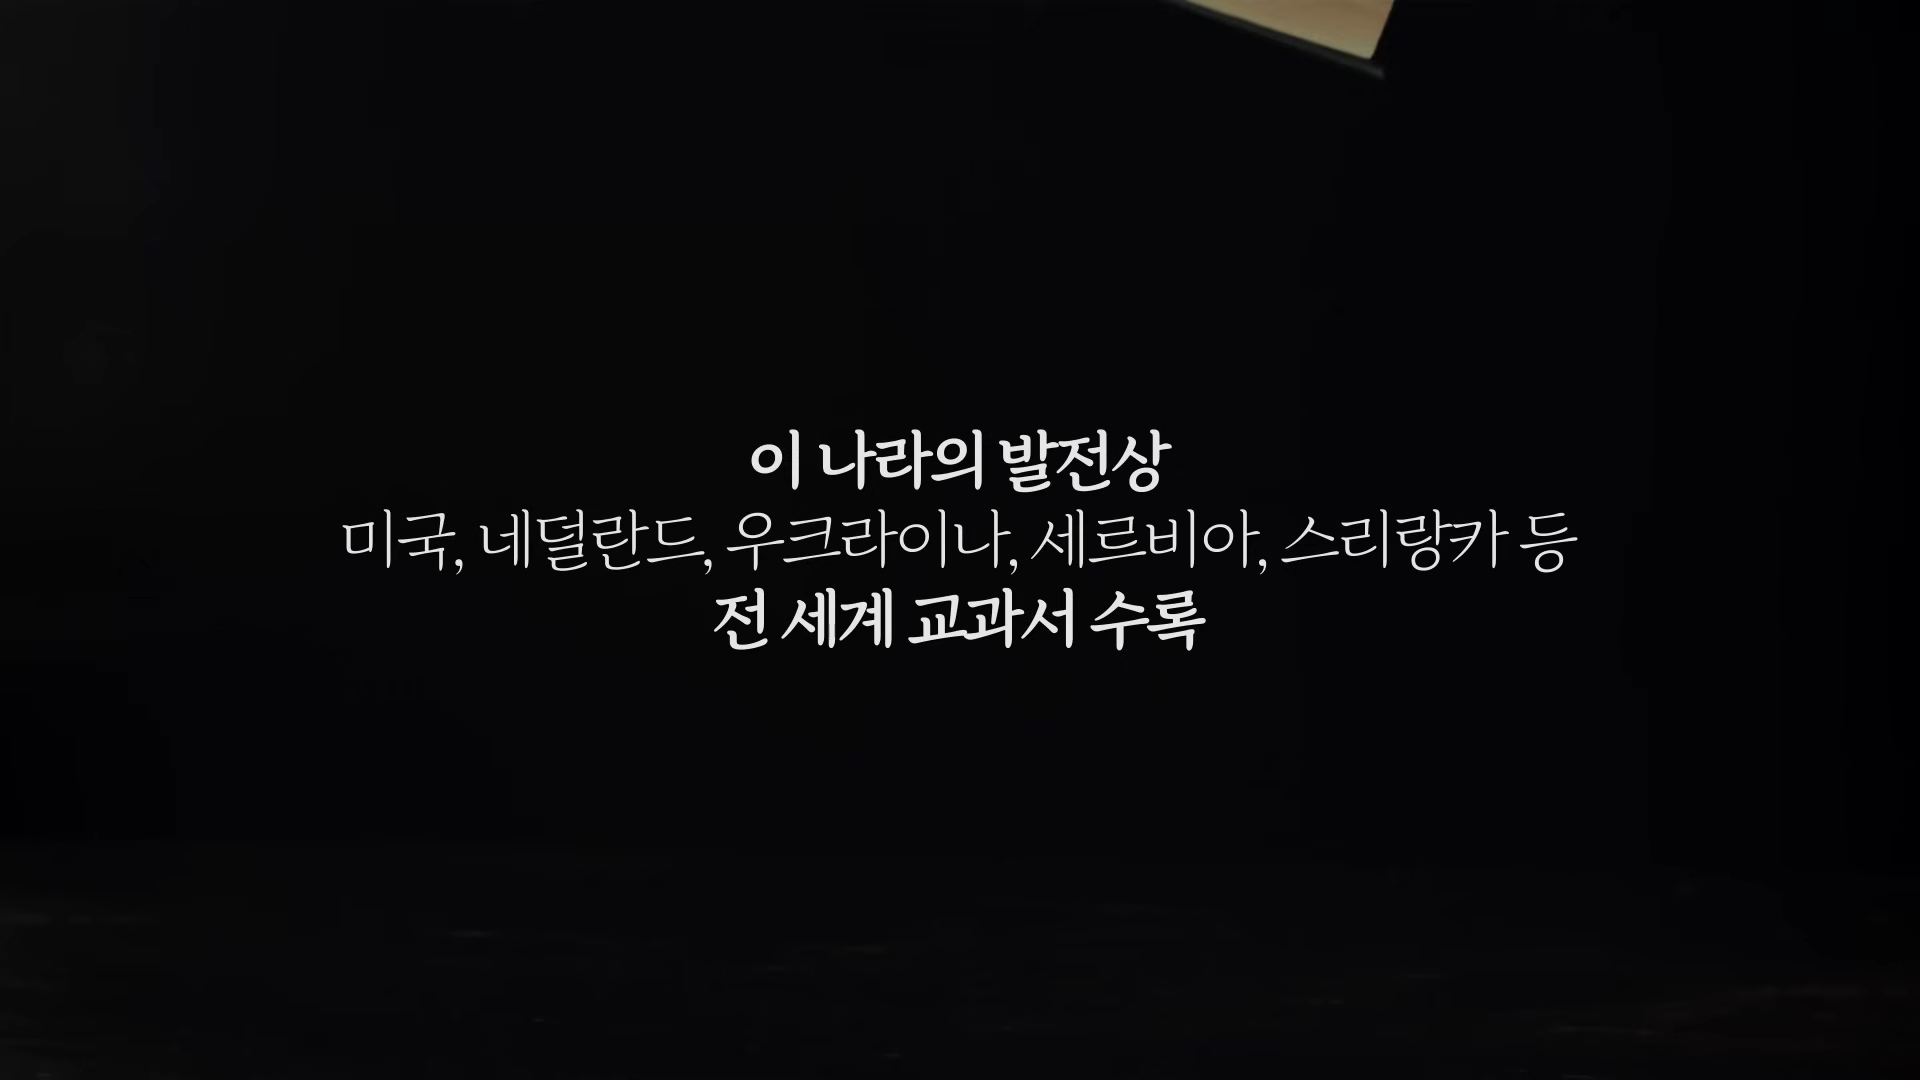 이 나라의 발전상
미국, 네덜란드, 우크라이나, 세르비아, 스리랑카 등
전 세계 교과서 수록